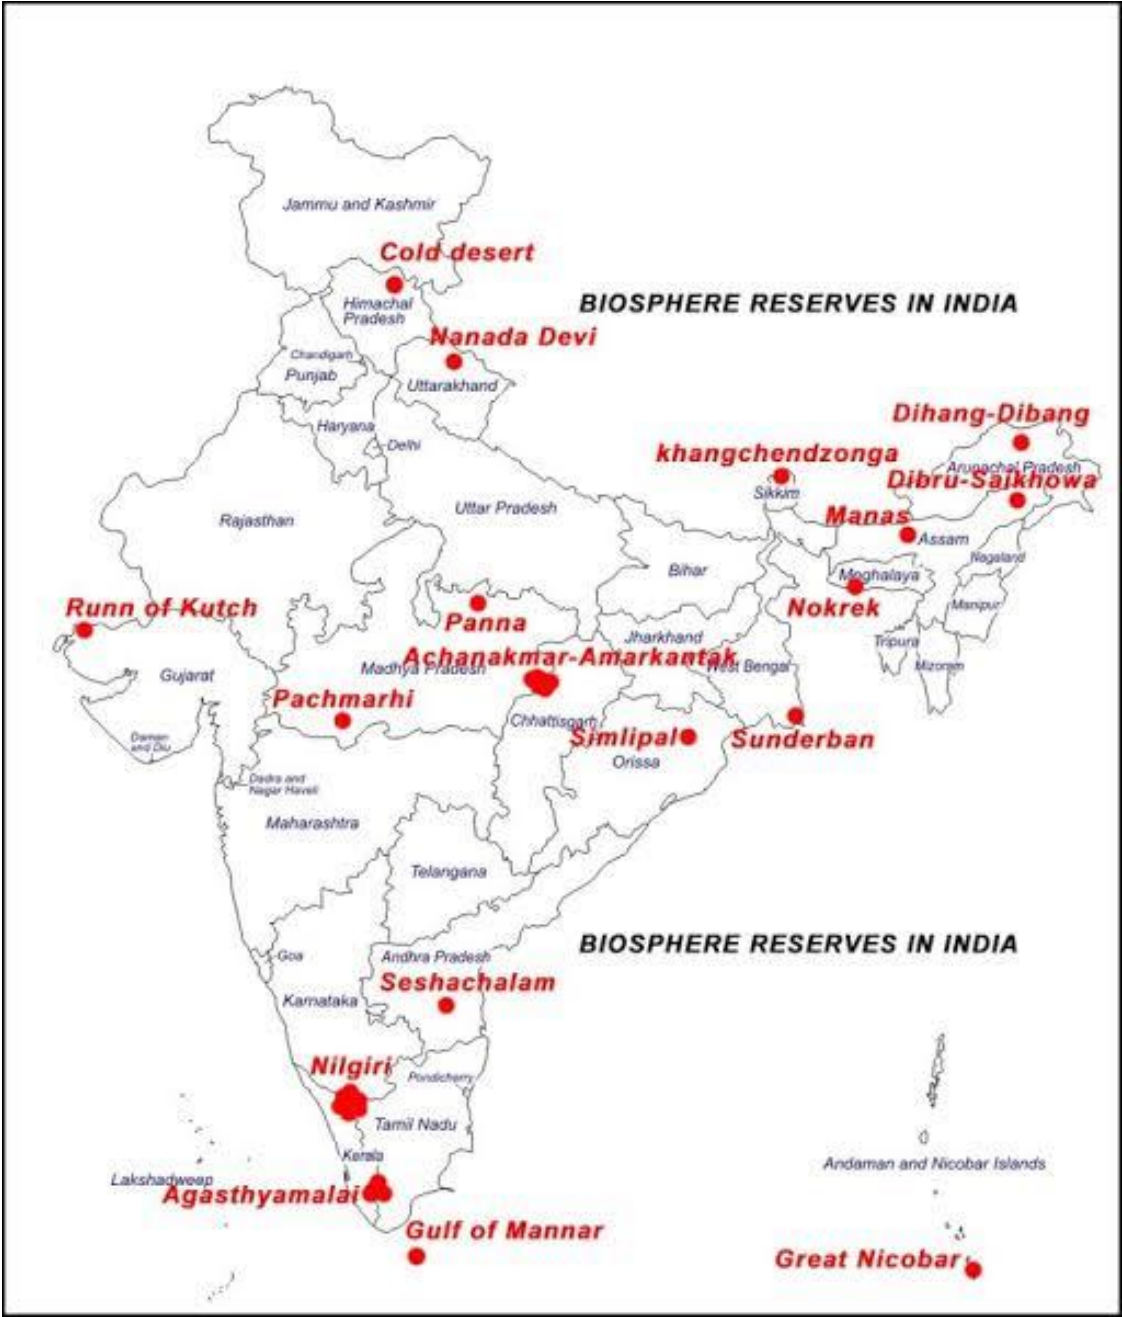 Jammu and Kashmir
Cold desert
BIOSPHERE RESERVES IN INDIA
Himachal
Pradesh
Nanada Devi
Chandigarh
Punjab
Uttarakhand
Dihang-Dibang
Haryana
Delhi
khangchendzonga
Arunachal Pradesh
Dibru-Saikhowa
Sikkim
Uttar Pradesh
Manas
Rajasthan
Assam
Nagaland
Bihar
Meghalaya
Runn of Kutch
Nokrek
Manipur
Panna
Jharkhand
Tripura
Achanakmar-Amarkantak
Madhya Pradesh
West Bengal
Mizoram
Gujarat
Pachmarhi
Chhattisgarh
Simlipal
Sunderban
Daman
and Diu
Orissa
Dadra and
Nagar Haveli
Maharashtra
Telangana
BIOSPHERE RESERVES IN INDIA
Goa
Andhra Pradesh
Seshachalam
Karnataka
Nilgiri
Pondicherry
Tamil Nadu
Kerala
Andaman and Nicobar Islands
Lakshadweep
Agasthyamalai
Gulf of Mannar
Great Nicobar